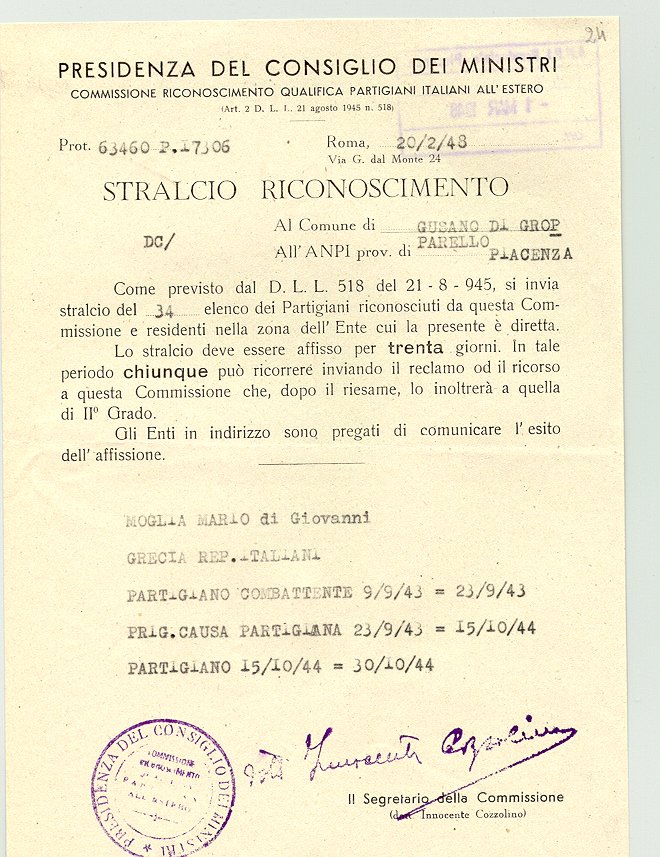 24
PRESIDENZA DEL CONSIGLIO DEI MINISTRI
COMMISSIONE RICONOSCIMENTO QUALIFICA PARTIGIANI ITALIANI ALL'ESTERO
(Art. 2 D. L. L. 21 agosto 1945 n. 518)
Prot. 63460 P.17306 Roma, 20/2/48
Via G. dal Monte 24
STRALCIO RICONOSCIMENTO
Al Comune di GUSANO DI GROP
DC/ All'ANPI prov. di PARELLO PIACENZA
Come previsto dal D. L. L. 518 del 21 - 8 - 945, si invia
stralcio del 34 elenco dei Partigiani riconosciuti da questa Com-
missione e residenti nella zona dell'Ente cui la presente è diretta.
Lo stralcio deve essere affisso per trenta giorni. In tale
periodo chiunque può ricorrere inviando il reclamo od il ricorso
a questa Commissione che, dopo il riesame, lo inoltrerà a quella
di IIº Grado.
Gli Enti in indirizzo sono pregati di comunicare l'esito
dell'affissione.
MOGLIA MARIO di Giovanni
GRECIA REP.ITALIANI
PARTIGIANO COMBATTENTE 9/9/43 = 23/9/43
PRIG.CAUSA PARTIGIANA 23/9/43 = 15/10/44
PARTIGIANO 15/10/44 = 30/10/44
PRESIDENZA DEL CONSIGLIO DEI MINISTRI
COMMISSIONE
RICONOSCIMENTO
ALL'ESTERO
dott Innocente Cozzolino
Il Segretario della Commissione
(dott. Innocente Cozzolino)